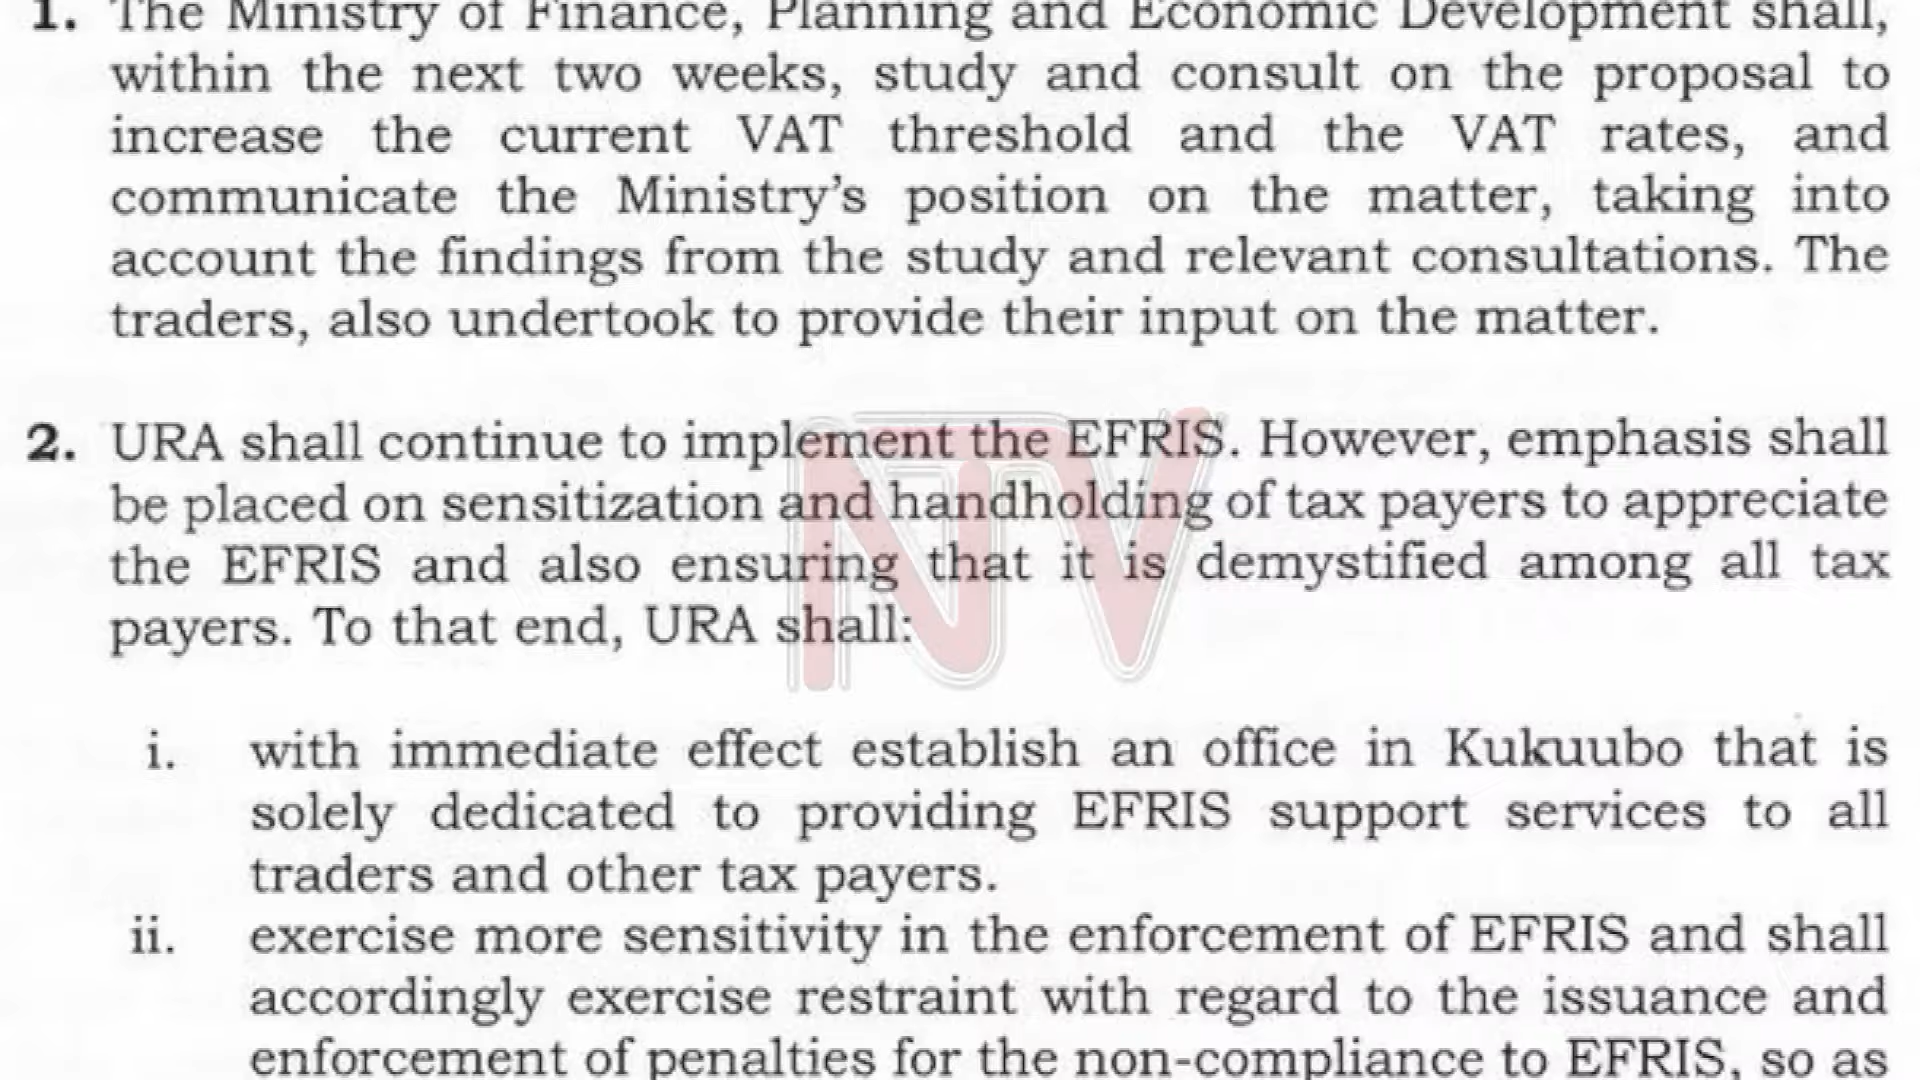 1. The Ministry of Finance, Planning and Economic Development shall,
within the next two weeks, study and consult on the proposal to
increase the current VAT threshold and the VAT rates, and
communicate the Ministry's position on the matter, taking into
account the findings from the study and relevant consultations. The
traders, also undertook to provide their input on the matter.
2. URA shall continue to implement the EFRIS. However, emphasis shall
be placed on sensitization and handholding of tax payers to appreciate
the EFRIS and also ensuring that it is demystified among all tax
payers. To that end, URA shall:
NTV
i. with immediate effect establish an office in Kukuubo that is
solely dedicated to providing EFRIS support services to all
traders and other tax payers.
ii. exercise more sensitivity in the enforcement of EFRIS and shall
accordingly exercise restraint with regard to the issuance and
enforcement of penalties for the non-compliance to EFRIS, so as